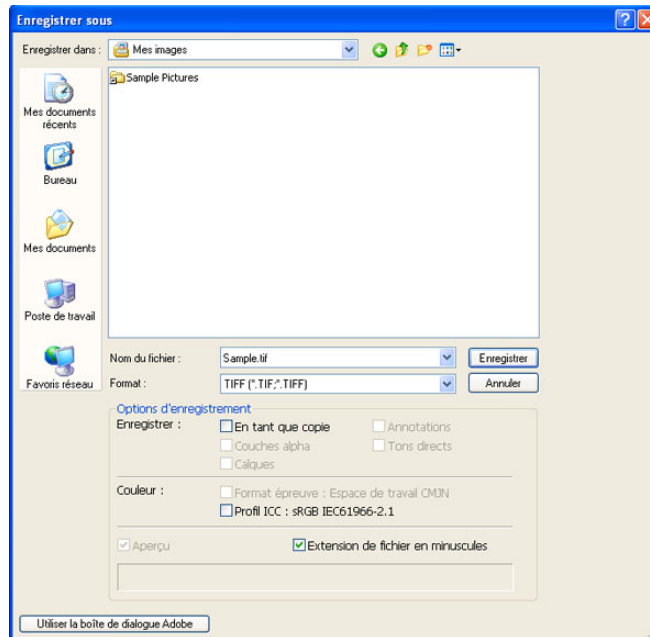 Enregistrer sous
Enregistrer dans : Mes images
Sample Pictures
Mes documents
récents
Bureau
Mes documents
Poste de travail
Favoris réseau
Nom du fichier : Sample.tif Enregistrer
Format : TIFF (*.TIF;*.TIFF) Annuler
Options d'enregistrement
Enregistrer : En tant que copie Annotations
Couches alpha Tons directs
Calques
Couleur : Format épreuve : Espace de travail CMJN
Profil ICC : sRGB IEC61966-2.1
Aperçu Extension de fichier en minuscules
Utiliser la boîte de dialogue Adobe